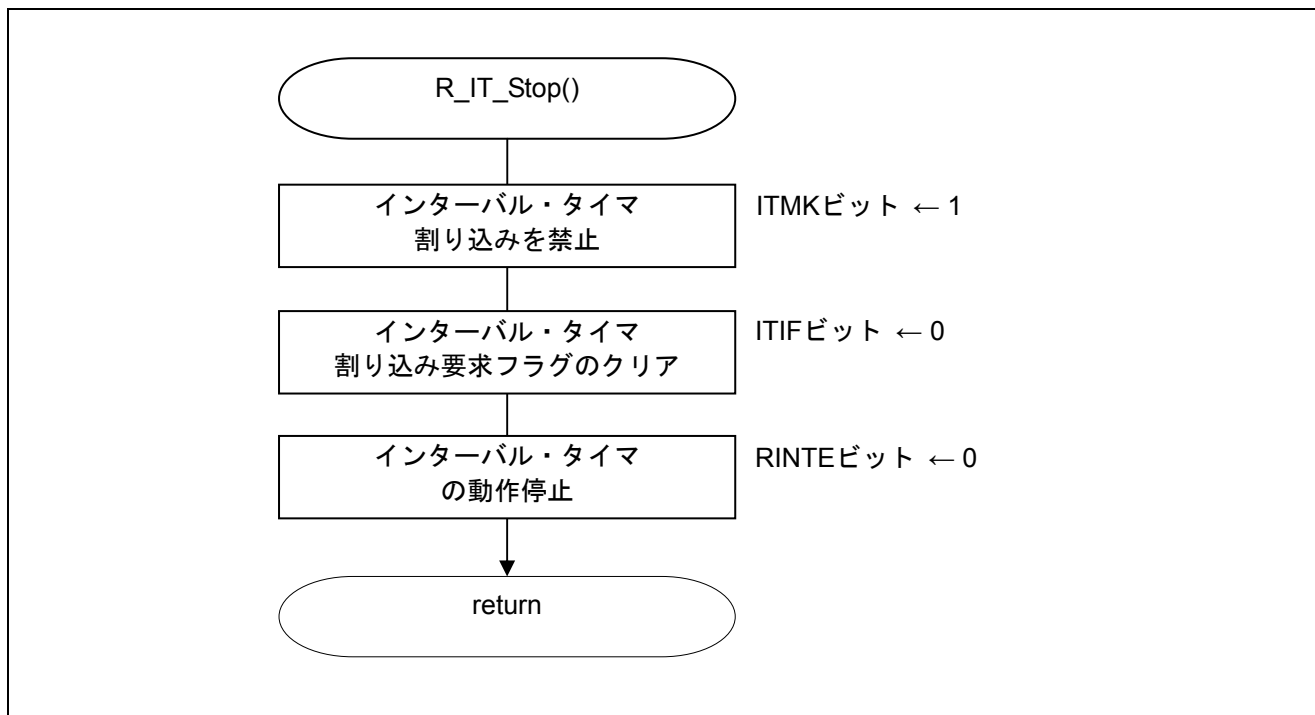 R_IT_Stop()
インターバル・タイマ
割り込みを禁止
ITMKビット ← 1
インターバル・タイマ
割り込み要求フラグのクリア
ITIFビット ← 0
インターバル・タイマ
の動作停止
RINTEビット ← 0
return